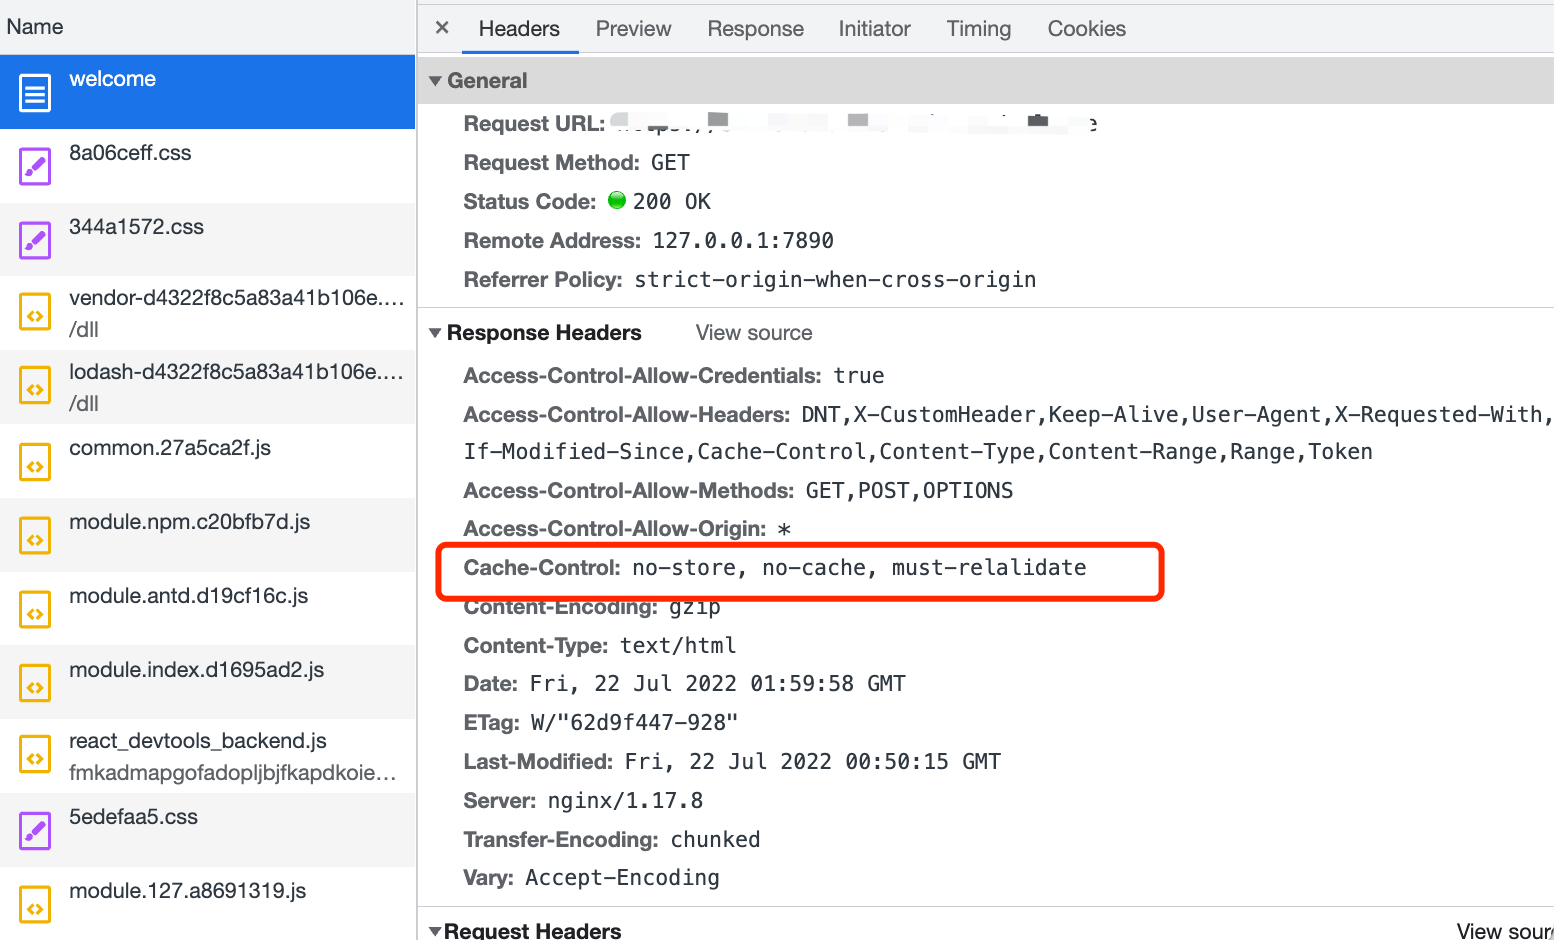 Name
welcome
8a06ceff.css
344a1572.css
vendor-d4322f8c5a83a41b106e....
/dll
lodash-d4322f8c5a83a41b106e....
/dll
common.27a5ca2f.js
module.npm.c20bfb7d.js
module.antd.d19cf16c.js
module.index.d1695ad2.js
react_devtools_backend.js
fmkadmapgofadopljbjfkapdkoie...
5edefaa5.css
module.127.a8691319.js
× Headers Preview Response Initiator Timing Cookies
General
Request URL:
Request Method: GET
Status Code: 200 OK
Remote Address: 127.0.0.1:7890
Referrer Policy: strict-origin-when-cross-origin
Response Headers View source
Access-Control-Allow-Credentials: true
Access-Control-Allow-Headers: DNT,X-CustomHeader,Keep-Alive,User-Agent,X-Requested-With,
If-Modified-Since,Cache-Control,Content-Type,Content-Range,Range,Token
Access-Control-Allow-Methods: GET,POST,OPTIONS
Access-Control-Allow-Origin: *
Cache-Control: no-store, no-cache, must-relalidate
Content-Encoding: gzip
Content-Type: text/html
Date: Fri, 22 Jul 2022 01:59:58 GMT
ETag: W/"62d9f447-928"
Last-Modified: Fri, 22 Jul 2022 00:50:15 GMT
Server: nginx/1.17.8
Transfer-Encoding: chunked
Vary: Accept-Encoding
Request Headers View sour